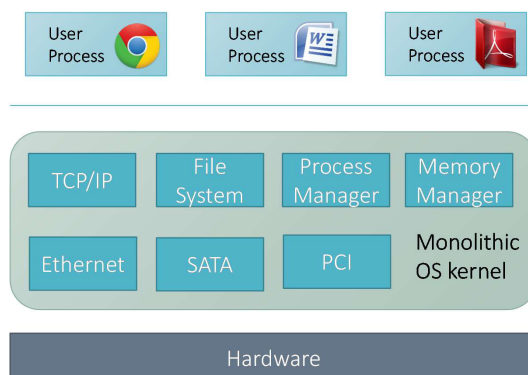 User
Process
User
Process
W
User
Process
TCP/IP
File
System
Process
Manager
Memory
Manager
Ethernet
SATA
PCI
Monolithic
OS kernel
Hardware